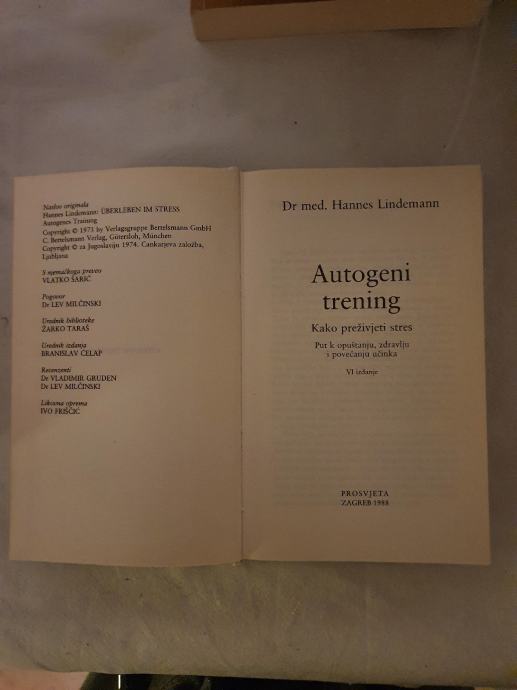 Naslov originala
Hannes Lindemann: ÜBERLEBEN IM STRESS
Autogenes Training
Copyright © 1973 by Verlagsgruppe Bertelsmann GmbH
C. Bertelsmann Verlag, Gütersloh, München
Copyright © za Jugoslaviju 1974. Cankarjeva založba,
Ljubljana
S njemačkoga preveo
VLATKO ŠARIĆ
Pogovor
Dr LEV MILČINSKI
Urednik biblioteke
ŽARKO TARAŠ
Urednik izdanja
BRANISLAV ČELAP
Recenzenti
Dr VLADIMIR GRUDEN
Dr LEV MILČINSKI
Likovna oprema
IVO FRIŠČIĆ
Dr med. Hannes Lindemann
Autogeni
trening
Kako preživjeti stres
Put k opuštanju, zdravlju
i povećanju učinka
VI izdanje
PROSVJETA
ZAGREB 1988